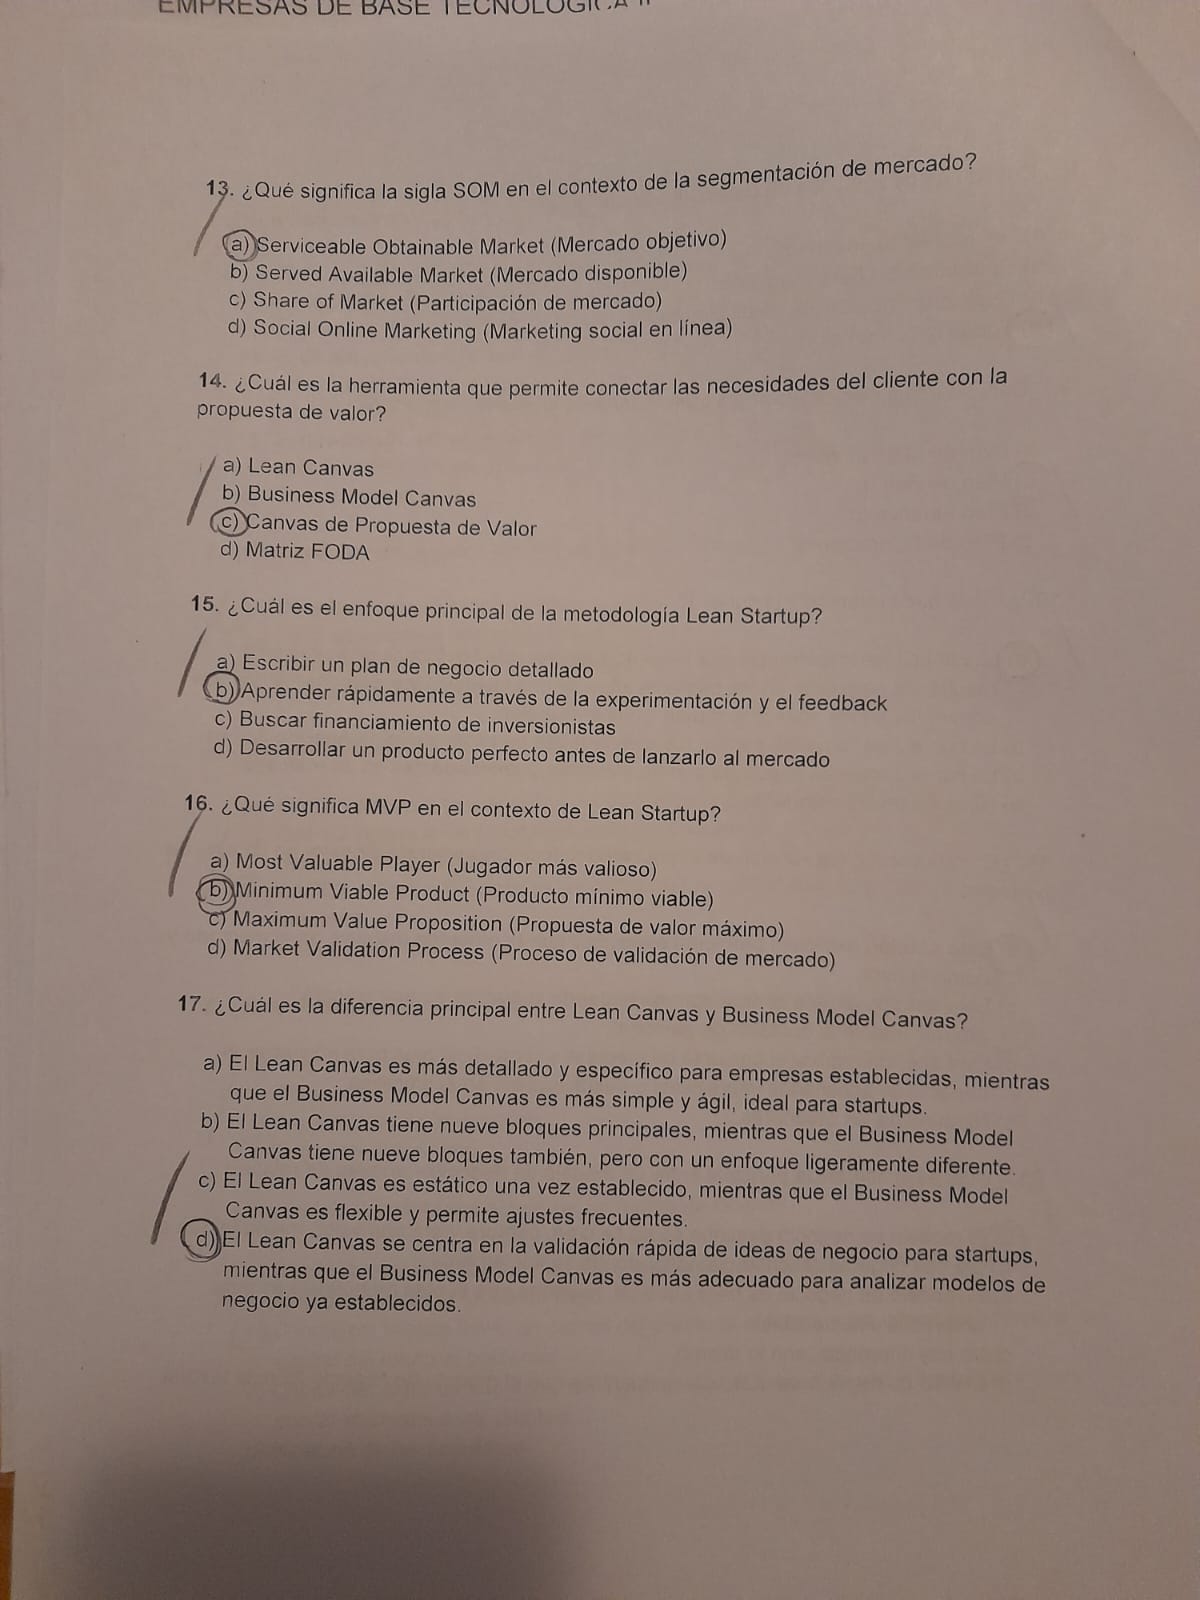 EMPRESAS DE BASE TECNOLÓGICA II
13. ¿Qué significa la sigla SOM en el contexto de la segmentación de mercado?
a) Serviceable Obtainable Market (Mercado objetivo)
b) Served Available Market (Mercado disponible)
c) Share of Market (Participación de mercado)
d) Social Online Marketing (Marketing social en línea)
14. ¿Cuál es la herramienta que permite conectar las necesidades del cliente con la
propuesta de valor?
a) Lean Canvas
b) Business Model Canvas
c) Canvas de Propuesta de Valor
d) Matriz FODA
15. ¿Cuál es el enfoque principal de la metodología Lean Startup?
a) Escribir un plan de negocio detallado
b) Aprender rápidamente a través de la experimentación y el feedback
c) Buscar financiamiento de inversionistas
d) Desarrollar un producto perfecto antes de lanzarlo al mercado
16. ¿Qué significa MVP en el contexto de Lean Startup?
a) Most Valuable Player (Jugador más valioso)
b) Minimum Viable Product (Producto mínimo viable)
c) Maximum Value Proposition (Propuesta de valor máximo)
d) Market Validation Process (Proceso de validación de mercado)
17. ¿Cuál es la diferencia principal entre Lean Canvas y Business Model Canvas?
a) El Lean Canvas es más detallado y específico para empresas establecidas, mientras
que el Business Model Canvas es más simple y ágil, ideal para startups.
b) El Lean Canvas tiene nueve bloques principales, mientras que el Business Model
Canvas tiene nueve bloques también, pero con un enfoque ligeramente diferente.
c) El Lean Canvas es estático una vez establecido, mientras que el Business Model
Canvas es flexible y permite ajustes frecuentes.
d) El Lean Canvas se centra en la validación rápida de ideas de negocio para startups,
mientras que el Business Model Canvas es más adecuado para analizar modelos de
negocio ya establecidos.